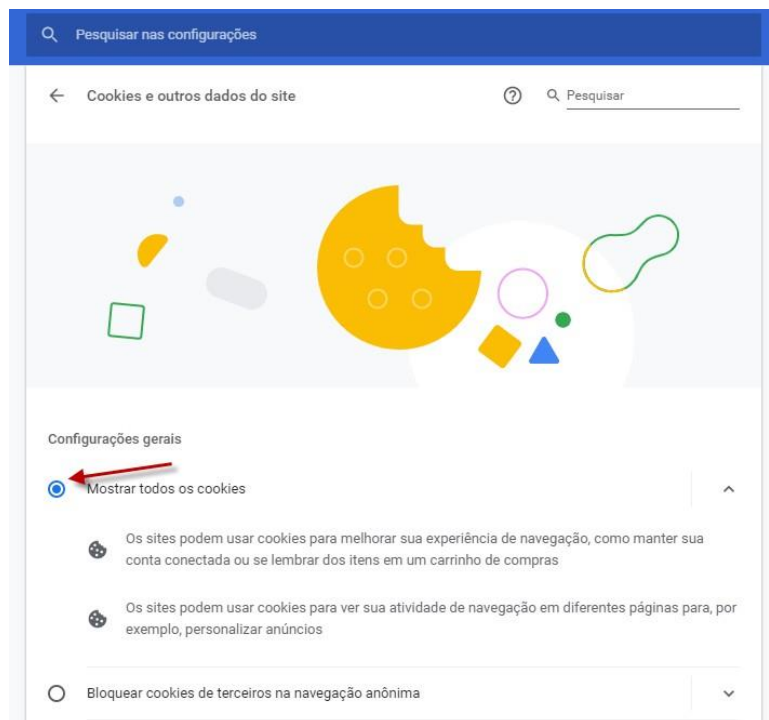 Pesquisar nas configurações
Cookies e outros dados do site
Pesquisar
Configurações gerais
Mostrar todos os cookies
Os sites podem usar cookies para melhorar sua experiência de navegação, como manter sua
conta conectada ou se lembrar dos itens em um carrinho de compras
Os sites podem usar cookies para ver sua atividade de navegação em diferentes páginas para, por
exemplo, personalizar anúncios
Bloquear cookies de terceiros na navegação anônima